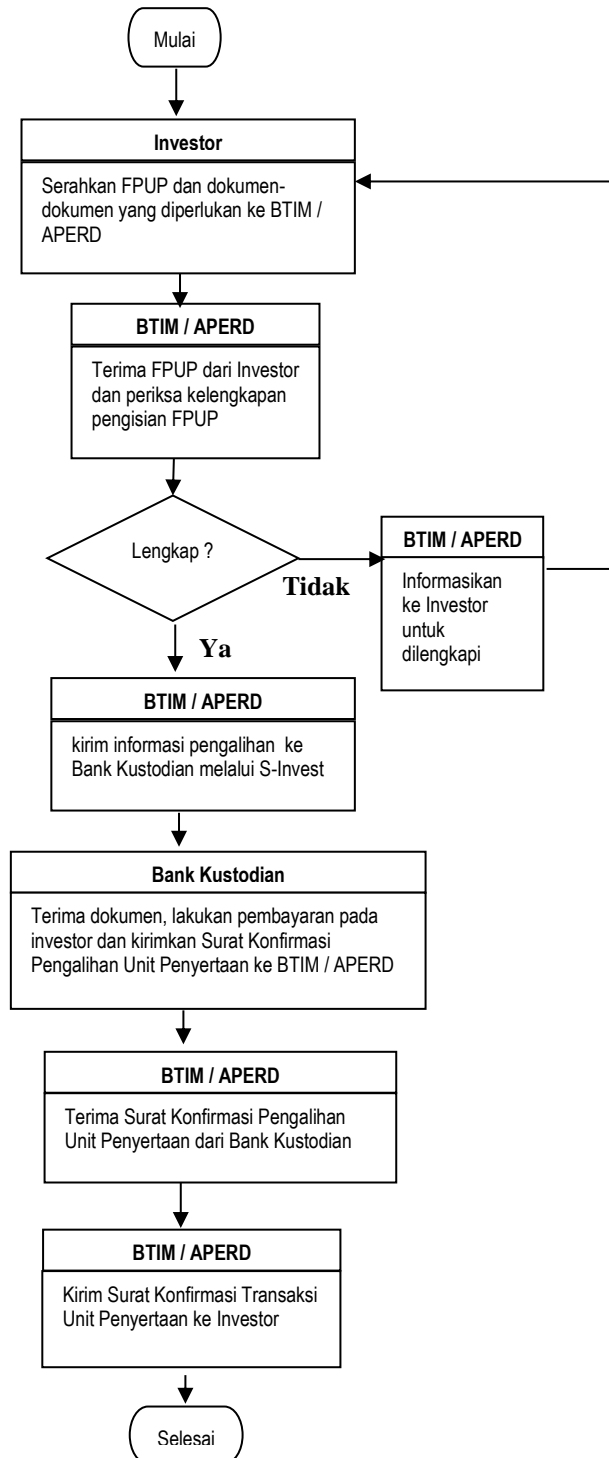 Mulai
Investor
Serahkan FPUP dan dokumen-
dokumen yang diperlukan ke BTIM /
APERD
BTIM / APERD
Terima FPUP dari Investor
dan periksa kelengkapan
pengisian FPUP
Lengkap ?
Tidak
BTIM / APERD
Informasikan
ke Investor
untuk
dilengkapi
Ya
BTIM / APERD
kirim informasi pengalihan ke
Bank Kustodian melalui S-Invest
Bank Kustodian
Terima dokumen, lakukan pembayaran pada
investor dan kirimkan Surat Konfirmasi
Pengalihan Unit Penyertaan ke BTIM / APERD
BTIM / APERD
Terima Surat Konfirmasi Pengalihan
Unit Penyertaan dari Bank Kustodian
BTIM / APERD
Kirim Surat Konfirmasi Transaksi
Unit Penyertaan ke Investor
Selesai